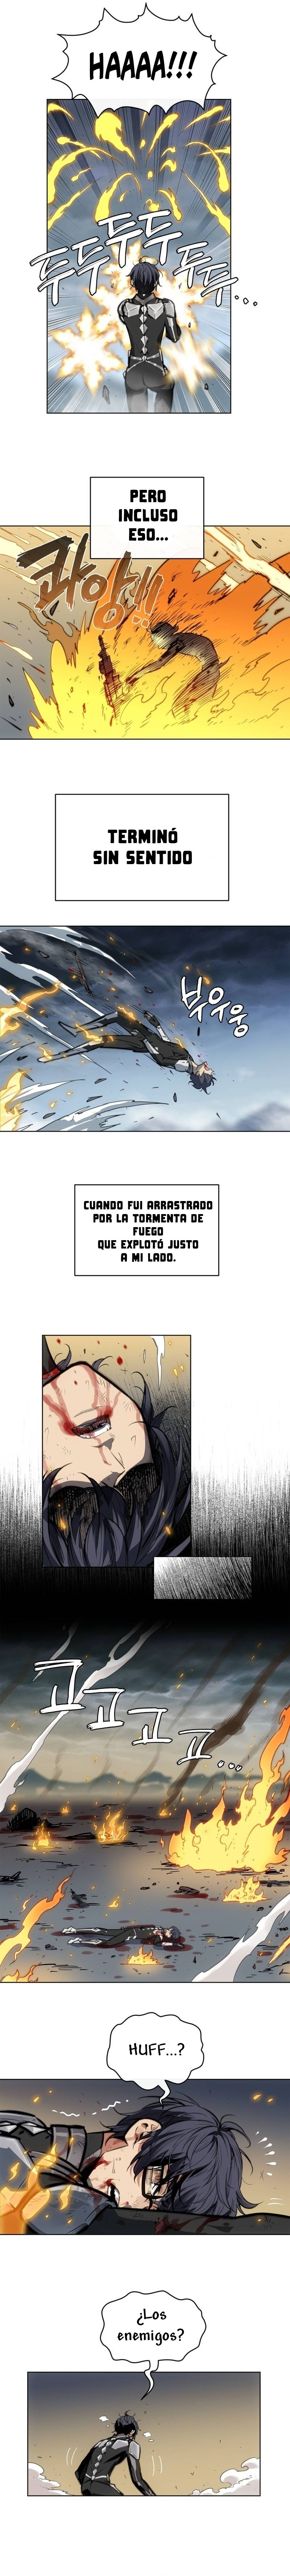 HAAAA!!!
두두두두두두...
PERO
INCLUSO
ESO...
콰앙!!
TERMINÓ
SIN SENTIDO
부우웅
CUANDO FUI ARRASTRADO
POR LA TORMENTA DE
FUEGO
QUE EXPLOTÓ JUSTO
A MI LADO.
고고고고...
HUFF...?
¿Los
enemigos?